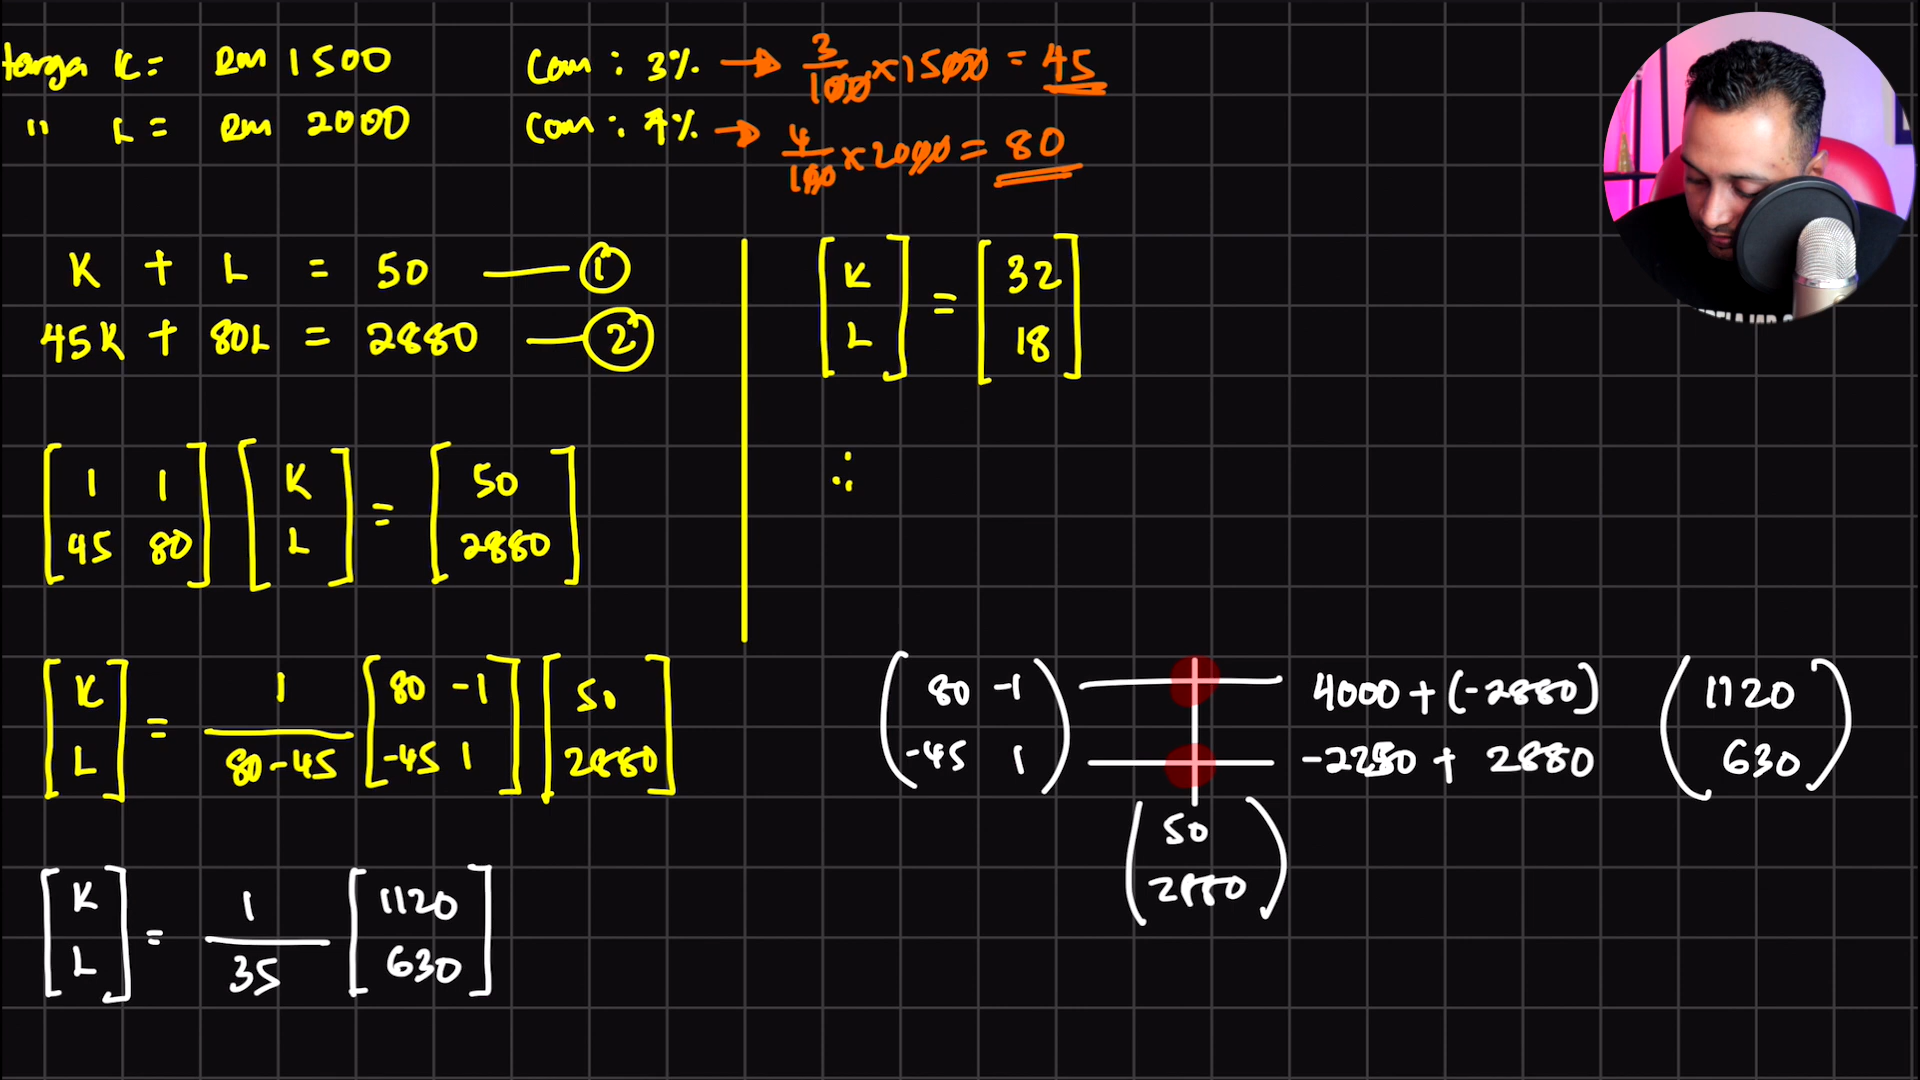 Harga K = RM 1500 Com : 3% → 3/100 × 1500 = 45
" L = RM 2000 Com : 4% → 4/100 × 2000 = 80
K + L = 50 — ①
45K + 80L = 2880 — ②
[1 1; 45 80] [K; L] = [50; 2880]
[K; L] = 1/(80-45) [80 -1; -45 1] [50; 2880]
[K; L] = 1/35 [1120; 630]
[K; L] = [32; 18]
∴
(80 -1; -45 1) 4000 + (-2880) (1120; 630)
-2250 + 2880
(50; 2880)